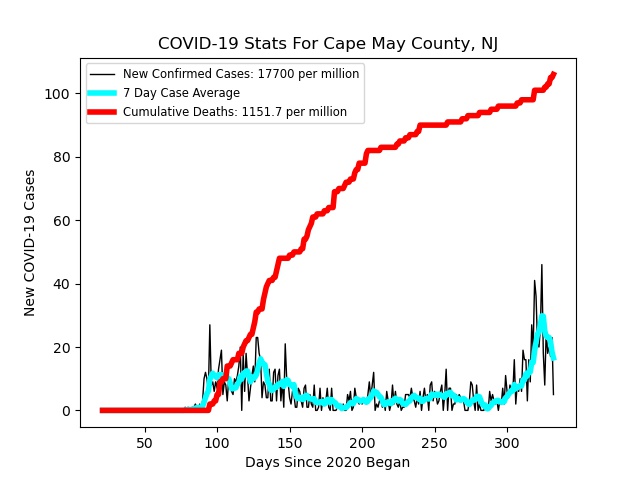 COVID-19 Stats For Cape May County, NJ
New Confirmed Cases: 17700 per million
7 Day Case Average
Cumulative Deaths: 1151.7 per million
New COVID-19 Cases
100
80
60
40
20
0
50
100
150
200
250
300
Days Since 2020 Began